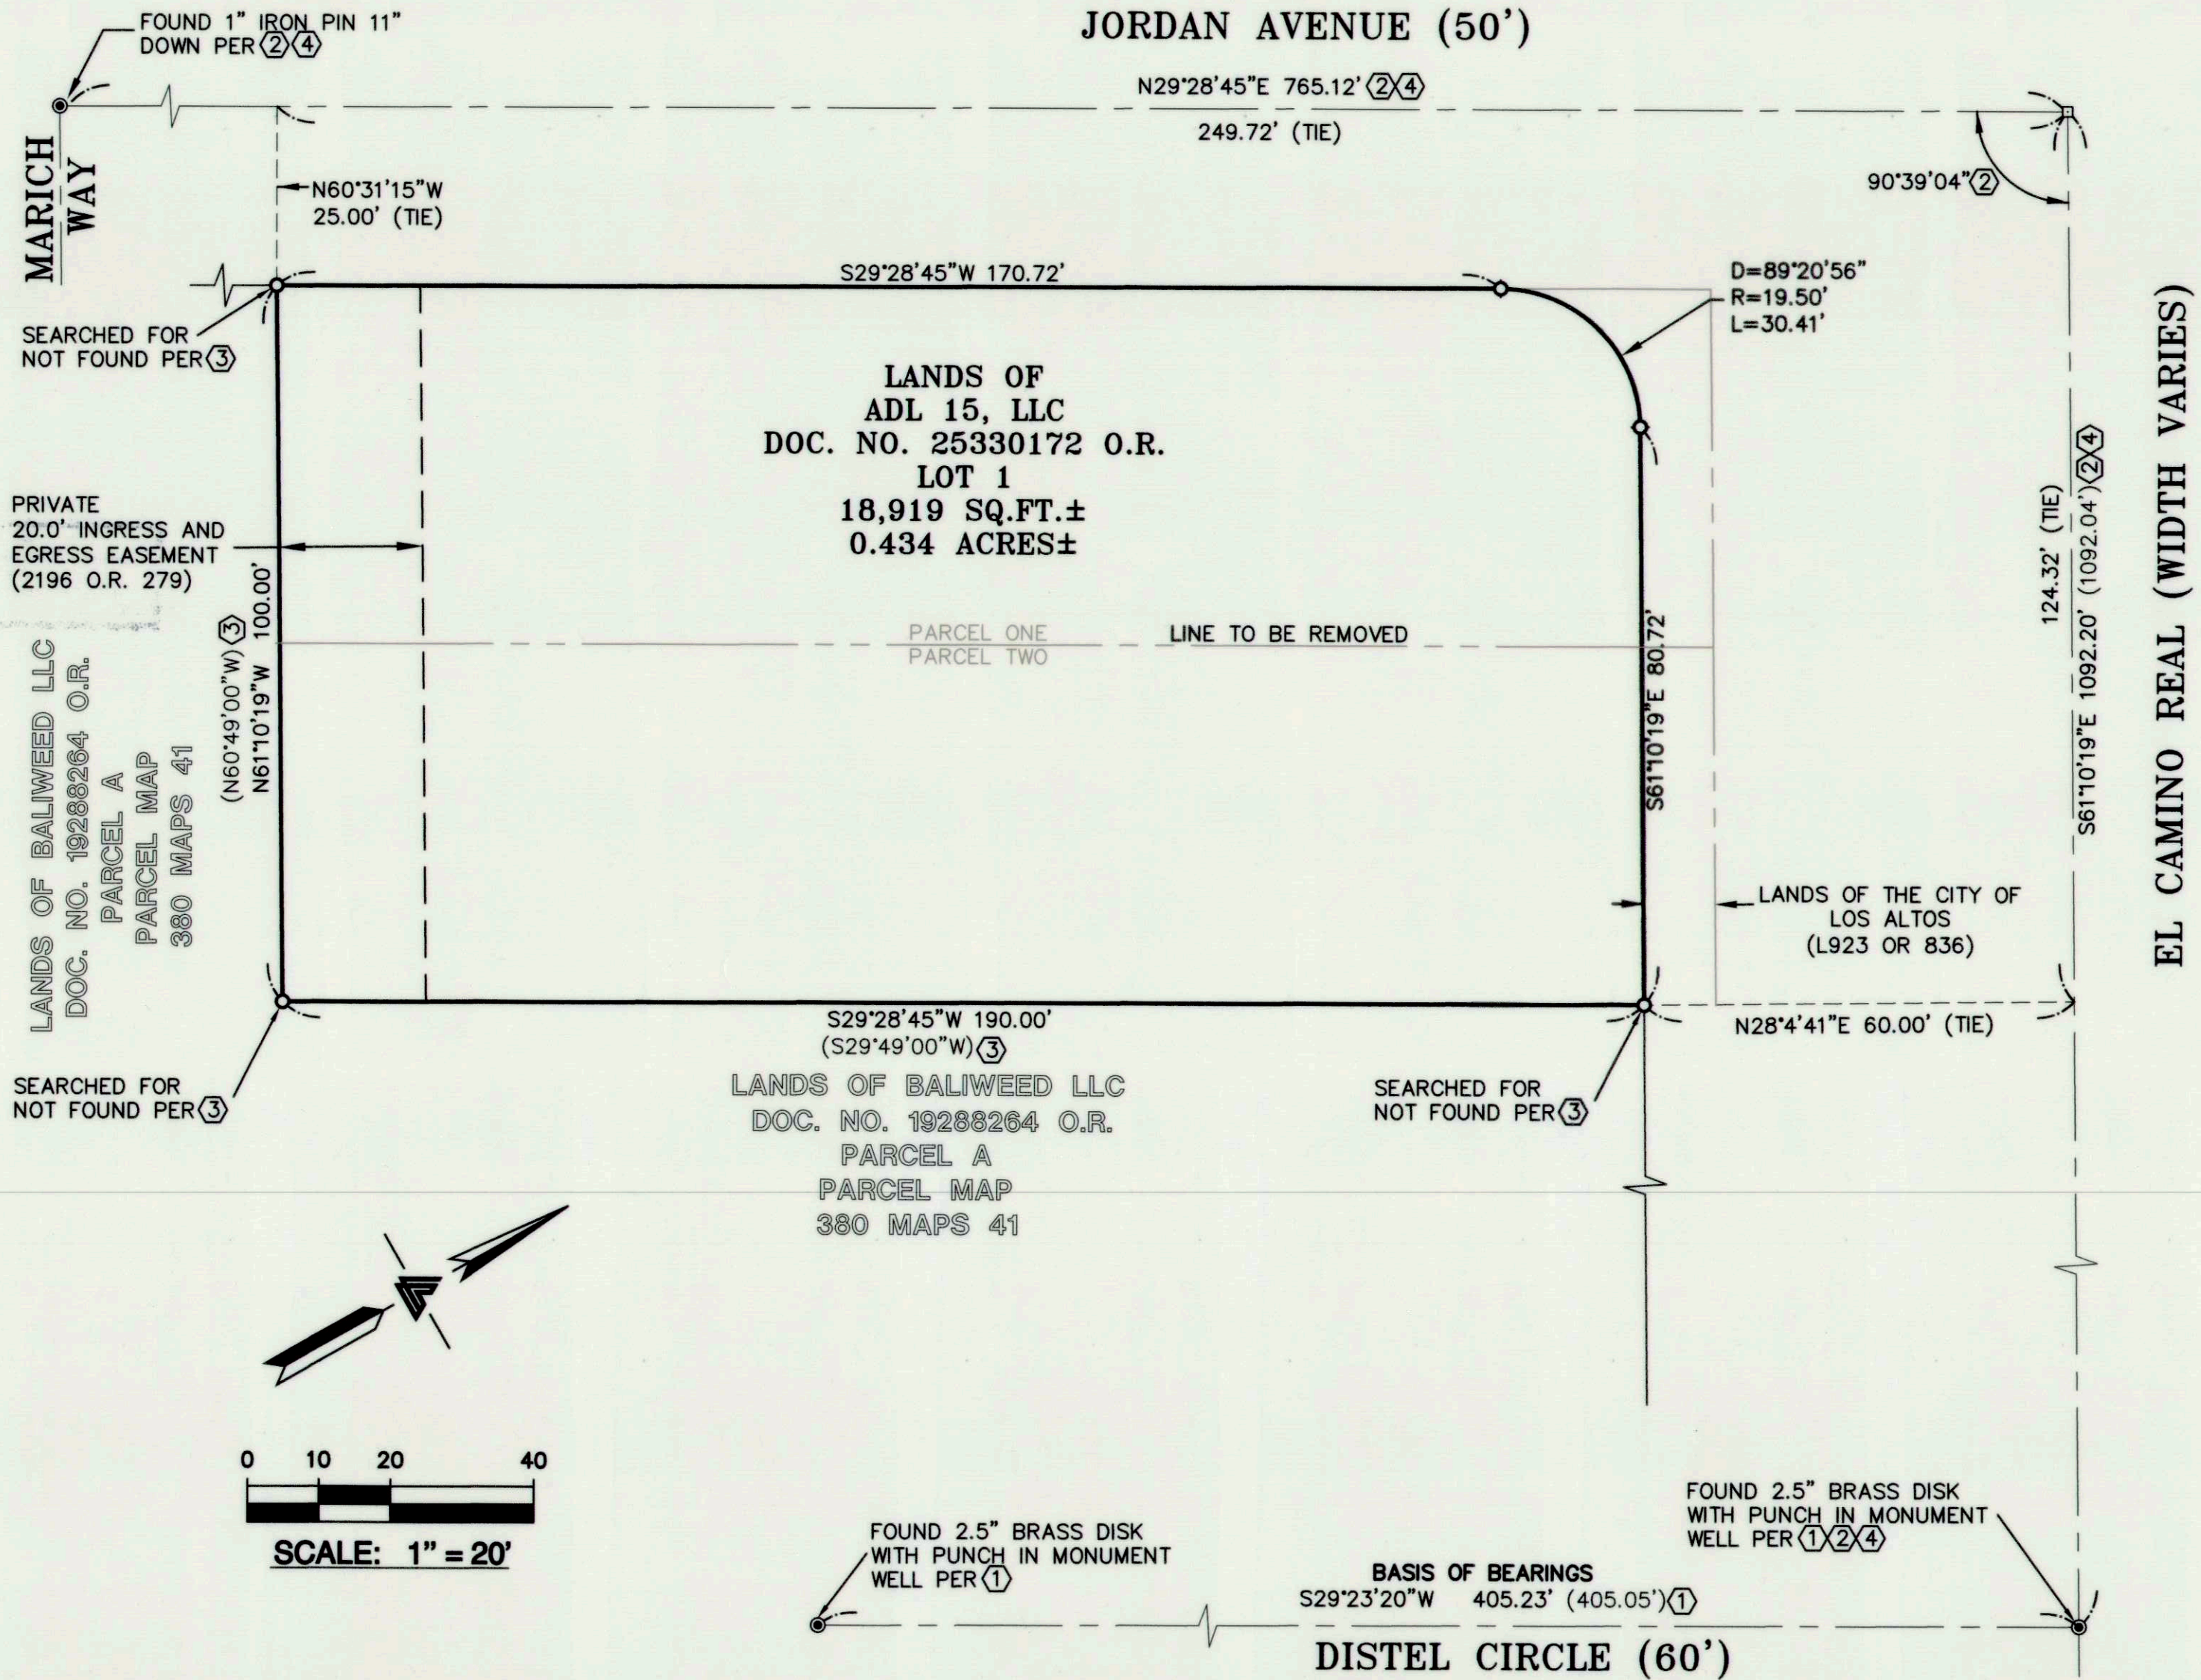 JORDAN AVENUE (50')
FOUND 1" IRON PIN 11"
DOWN PER 2 4
N29°28'45"E 765.12' 2 4
249.72' (TIE)
MARICH
WAY
N60°31'15"W
25.00' (TIE)
90°39'04" 2
S29°28'45"W 170.72'
D=89°20'56"
R=19.50'
L=30.41'
SEARCHED FOR
NOT FOUND PER 3
LANDS OF
ADL 15, LLC
DOC. NO. 25330172 O.R.
LOT 1
18,919 SQ.FT.±
0.434 ACRES±
PRIVATE
20.0' INGRESS AND
EGRESS EASEMENT
(2196 O.R. 279)
(N60°49'00"W) 3
N61°10'19"W 100.00'
LANDS OF BALIWEED LLC
DOC. NO. 19288264 O.R.
PARCEL A
PARCEL MAP
380 MAPS 41
PARCEL ONE
PARCEL TWO
LINE TO BE REMOVED
S61°10'19"E 80.72'
124.32' (TIE)
S61°10'19"E 1092.20' (1092.04') 2 4
EL CAMINO REAL (WIDTH VARIES)
LANDS OF THE CITY OF
LOS ALTOS
(L923 OR 836)
N28°4'41"E 60.00' (TIE)
S29°28'45"W 190.00'
(S29°49'00"W) 3
LANDS OF BALIWEED LLC
DOC. NO. 19288264 O.R.
PARCEL A
PARCEL MAP
380 MAPS 41
SEARCHED FOR
NOT FOUND PER 3
SEARCHED FOR
NOT FOUND PER 3
0 10 20 40
SCALE: 1" = 20'
FOUND 2.5" BRASS DISK
WITH PUNCH IN MONUMENT
WELL PER 1
BASIS OF BEARINGS
S29°23'20"W 405.23' (405.05') 1
FOUND 2.5" BRASS DISK
WITH PUNCH IN MONUMENT
WELL PER 1 2 4
DISTEL CIRCLE (60')